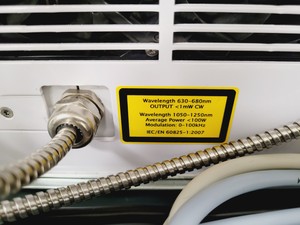 Wavelength 630-680nm
OUTPUT <1mW CW
Wavelength 1050-1250nm
Average Power <100W
Modulation: 0-100kHz
IEC/EN 60825-1:2007